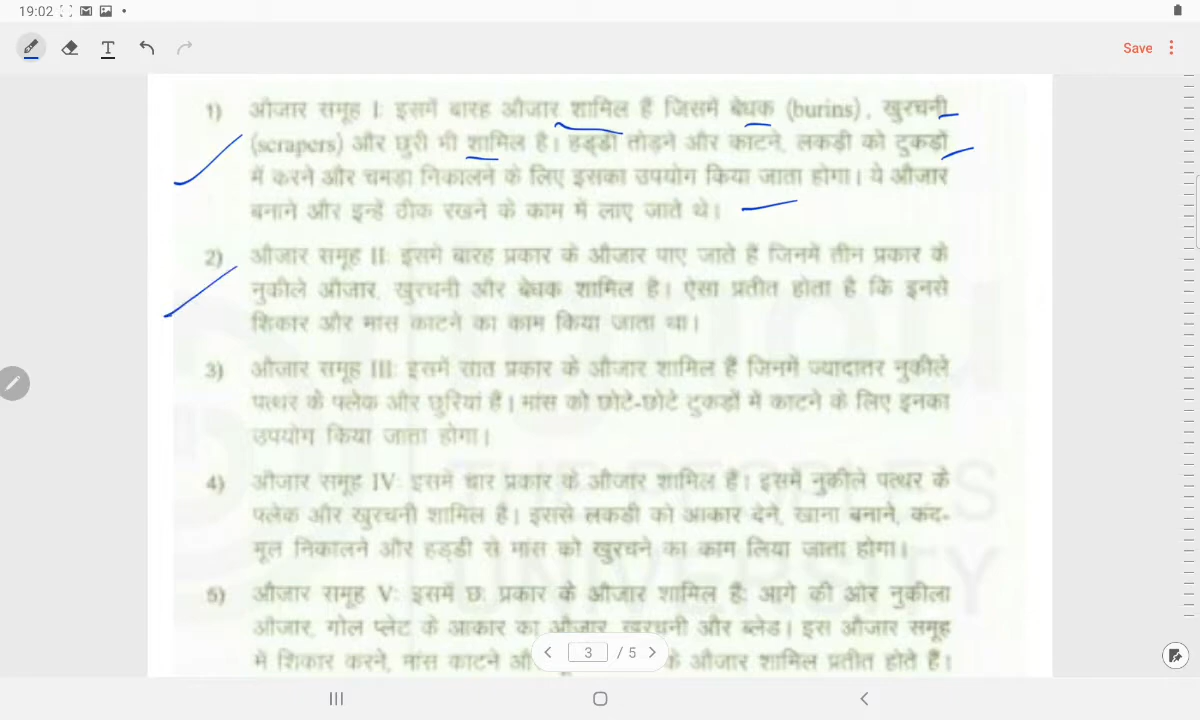 19:02
T
Save
1) औजार समूह I: इसमें बारह औजार शामिल हैं जिसमें बेधक (burins), खुरचनी
(scrapers) और छुरी भी शामिल है। हड्डी तोड़ने और काटने, लकड़ी को टुकड़ों
में करने और चमड़ा निकालने के लिए इसका उपयोग किया जाता होगा। ये औजार
बनाने और इन्हें ठीक रखने के काम में लाए जाते थे।
2) औजार समूह II: इसमें बारह प्रकार के औजार पाए जाते हैं जिनमें तीन प्रकार के
नुकीले औजार, खुरचनी और बेधक शामिल हैं। ऐसा प्रतीत होता है कि इनसे
शिकार और मांस काटने का काम किया जाता था।
3) औजार समूह III: इसमें सात प्रकार के औजार शामिल हैं जिनमें ज्यादातर नुकीले
पत्थर के फ्लेक और छुरियां हैं। मांस को छोटे-छोटे टुकड़ों में काटने के लिए इनका
उपयोग किया जाता होगा।
4) औजार समूह IV: इसमें चार प्रकार के औजार शामिल हैं। इसमें नुकीले पत्थर के
फ्लेक और खुरचनी शामिल हैं। इससे लकड़ी को आकार देने, खाना बनाने, कंद-
मूल निकालने और हड्डी से मांस को खुरचने का काम लिया जाता होगा।
5) औजार समूह V: इसमें छः प्रकार के औजार शामिल हैं: आगे की ओर नुकीला
औजार, गोल प्लेट के आकार का औजार, खुरचनी और ब्लेड। इस औजार समूह
में शिकार करने, मांस काटने के औजार शामिल प्रतीत होते हैं।
3 / 5
THE PEOPLE'S
UNIVERSITY